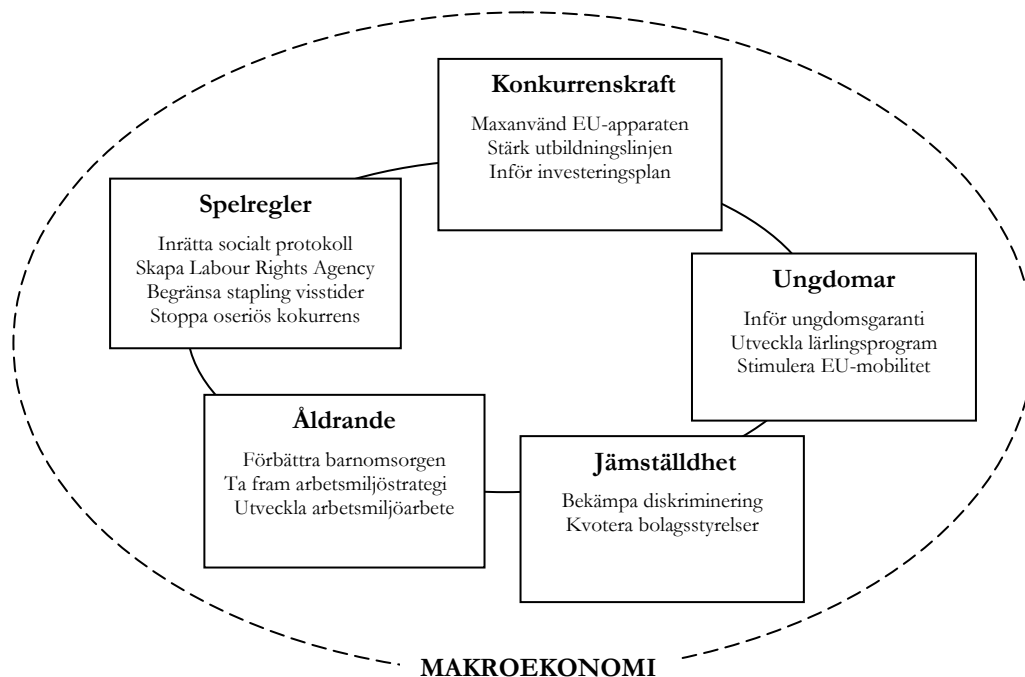 Konkurrenskraft
Maxanvänd EU-apparaten
Stärk utbildningslinjen
Inför investeringsplan
Spelregler
Inrätta socialt protokoll
Skapa Labour Rights Agency
Begränsa stapling visstider
Stoppa oseriös kokurrens
Ungdomar
Inför ungdomsgaranti
Utveckla lärlingsprogram
Stimulera EU-mobilitet
Åldrande
Förbättra barnomsorgen
Ta fram arbetsmiljöstrategi
Utveckla arbetsmiljöarbete
Jämställdhet
Bekämpa diskriminering
Kvotera bolagsstyrelser
MAKROEKONOMI